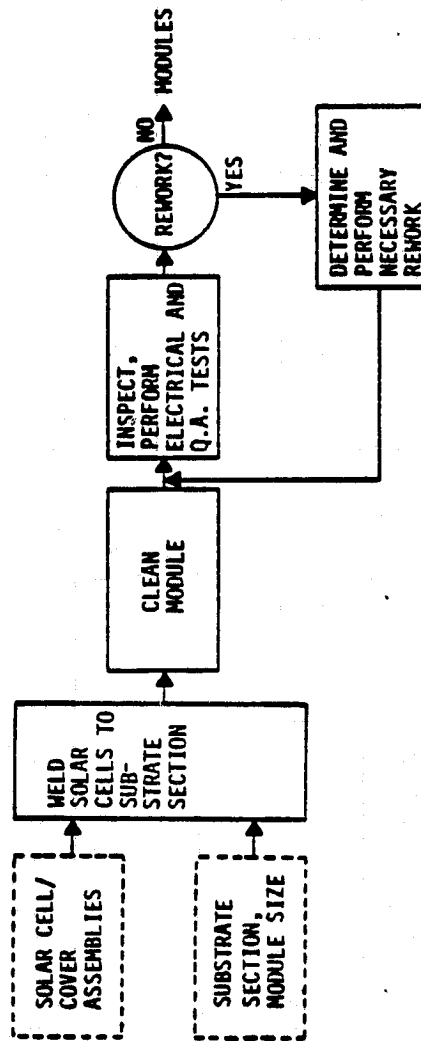 SOLAR CELL/
COVER
ASSEMBLIES
SUBSTRATE
SECTION,
MODULE SIZE
WELD
SOLAR
CELLS TO
SUB-
STRATE
SECTION
CLEAN
MODULE
INSPECT,
PERFORM
ELECTRICAL AND
Q.A. TESTS
REWORK?
NO
MODULES
YES
DETERMINE AND
PERFORM
NECESSARY
REWORK